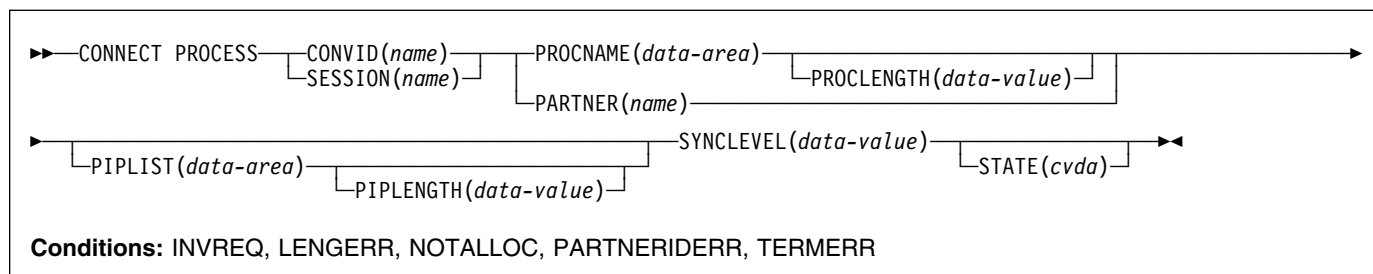 CONNECT PROCESS CONVID(name) PROCNAME(data-area)
SESSION(name) PROCLENGTH(data-value)
PARTNER(name)
SYNCLEVEL(data-value)
PIPLIST(data-area) STATE(cvda)
PIPLENGTH(data-value)
Conditions: INVREQ, LENGERR, NOTALLOC, PARTNERIDERR, TERMERR